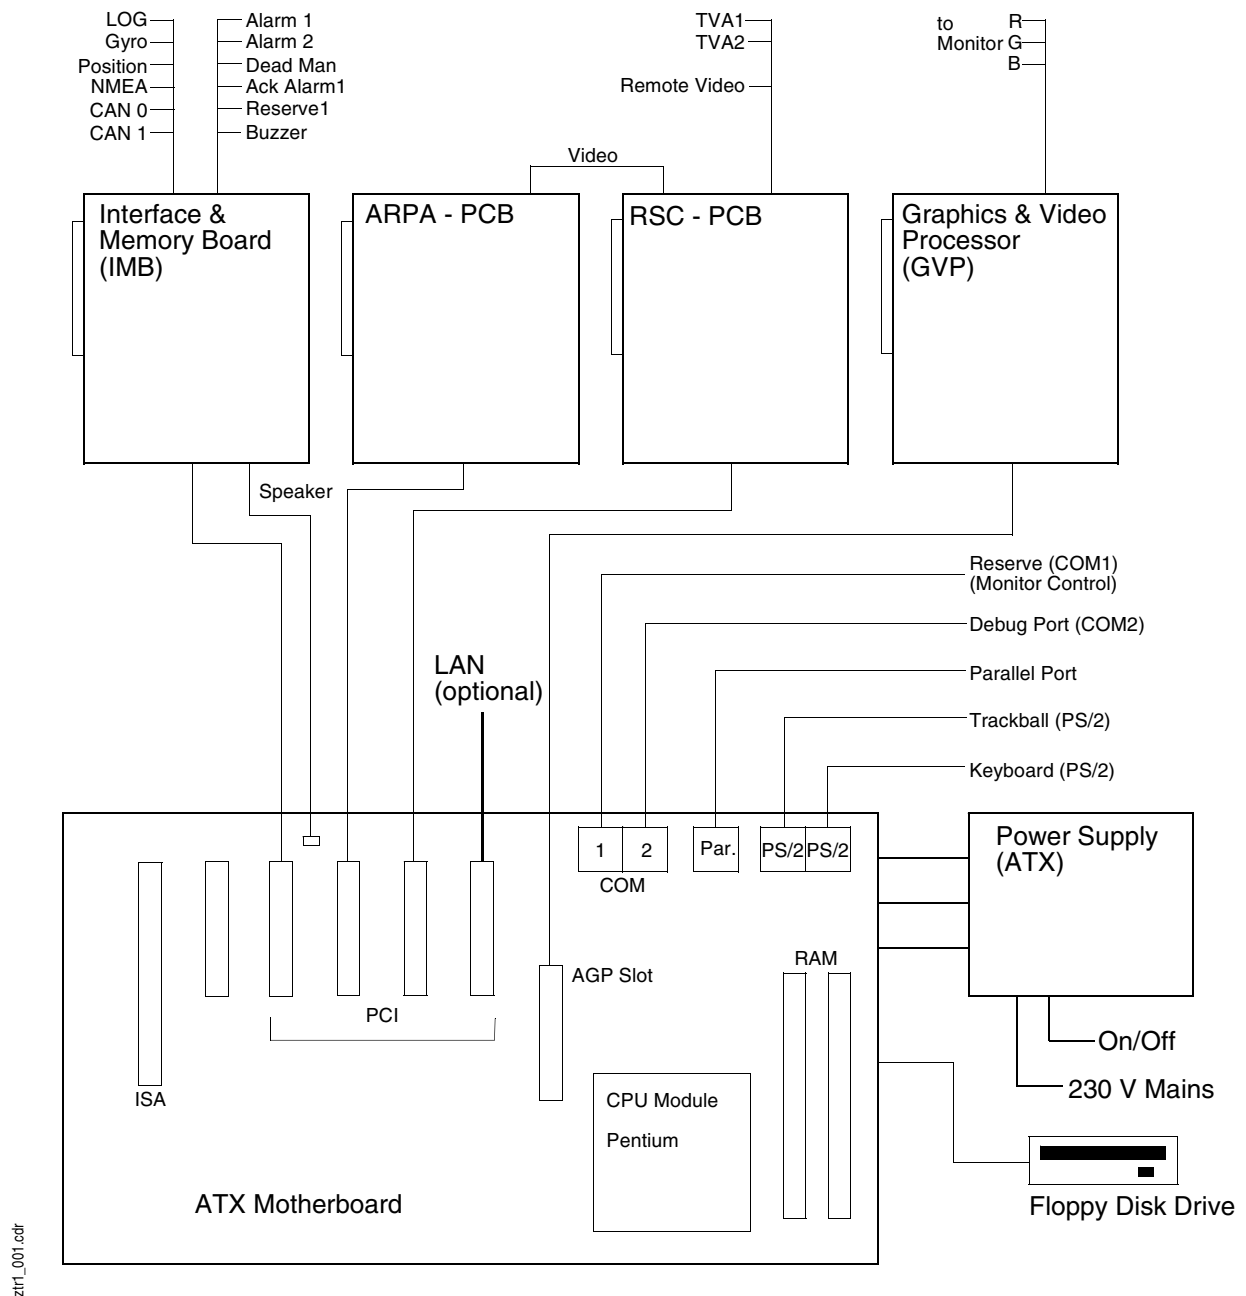 LOG
Gyro
Position
NMEA
CAN 0
CAN 1
Alarm 1
Alarm 2
Dead Man
Ack Alarm1
Reserve1
Buzzer
TVA1
TVA2
Remote Video
to
Monitor
R
G
B
Video
Interface &
Memory Board
(IMB)
ARPA - PCB
RSC - PCB
Graphics & Video
Processor
(GVP)
Speaker
Reserve (COM1)
(Monitor Control)
Debug Port (COM2)
LAN
(optional)
Parallel Port
Trackball (PS/2)
Keyboard (PS/2)
1
2
COM
Par.
PS/2
PS/2
Power Supply
(ATX)
RAM
AGP Slot
PCI
ISA
On/Off
230 V Mains
CPU Module
Pentium
ATX Motherboard
Floppy Disk Drive
ztr1_001.cdr